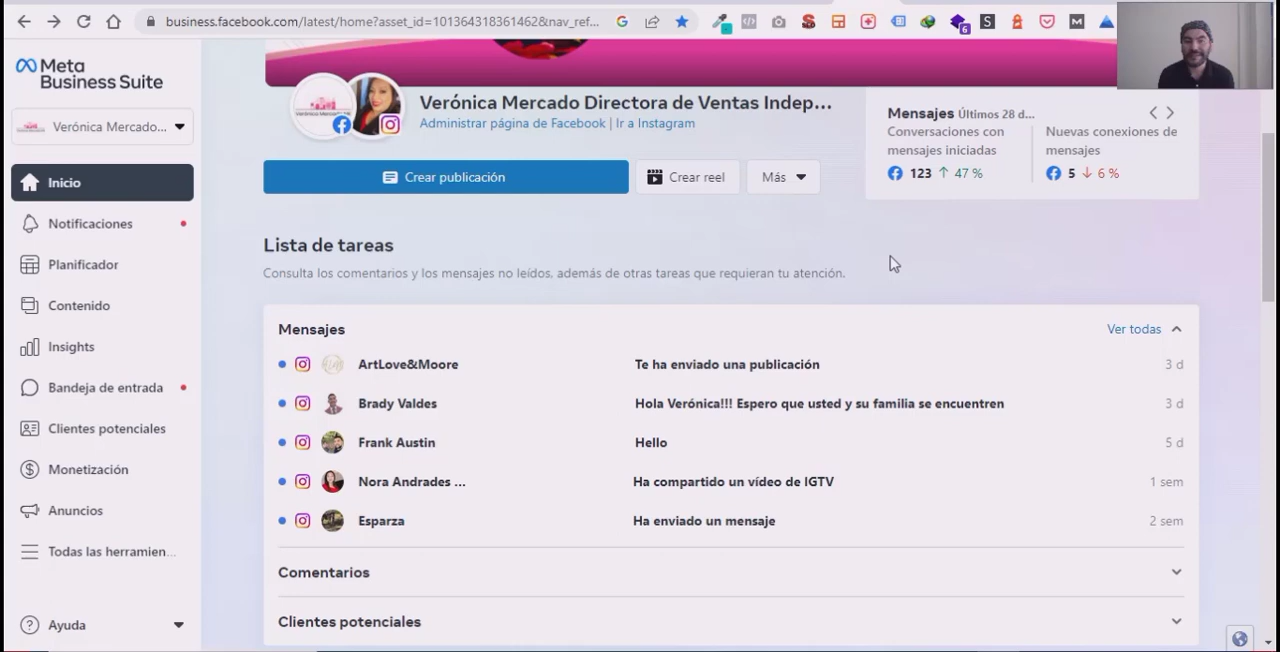 business.facebook.com/latest/home?asset_id=101364318361462&nav_ref...
Meta
Business Suite
Verónica Mercado...
Inicio
Notificaciones
Planificador
Contenido
Insights
Bandeja de entrada
Clientes potenciales
Monetización
Anuncios
Todas las herramien...
Ayuda
Verónica Mercado Directora de Ventas Indep...
Administrar página de Facebook | Ir a Instagram
Crear publicación
Crear reel
Más
Mensajes Últimos 28 d...
Conversaciones con
mensajes iniciadas
123 ↑ 47 %
Nuevas conexiones de
mensajes
5 ↓ 6 %
Lista de tareas
Consulta los comentarios y los mensajes no leídos, además de otras tareas que requieran tu atención.
Mensajes Ver todas
ArtLove&Moore Te ha enviado una publicación 3 d
Brady Valdes Hola Verónica!!! Espero que usted y su familia se encuentren 3 d
Frank Austin Hello 5 d
Nora Andrades ... Ha compartido un vídeo de IGTV 1 sem
Esparza Ha enviado un mensaje 2 sem
Comentarios
Clientes potenciales